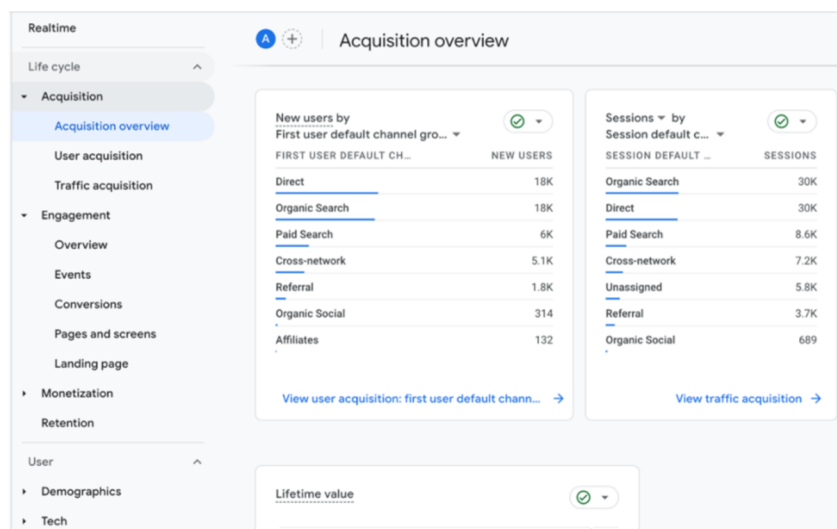 Realtime
Life cycle
Acquisition
Acquisition overview
User acquisition
Traffic acquisition
Engagement
Overview
Events
Conversions
Pages and screens
Landing page
Monetization
Retention
User
Demographics
Tech
A
Acquisition overview
New users by
First user default channel gro...
FIRST USER DEFAULT CH... NEW USERS
Direct 18K
Organic Search 18K
Paid Search 6K
Cross-network 5.1K
Referral 1.8K
Organic Social 314
Affiliates 132
View user acquisition: first user default chann...
Sessions by
Session default c...
SESSION DEFAULT ... SESSIONS
Organic Search 30K
Direct 30K
Paid Search 8.6K
Cross-network 7.2K
Unassigned 5.8K
Referral 3.7K
Organic Social 689
View traffic acquisition
Lifetime value